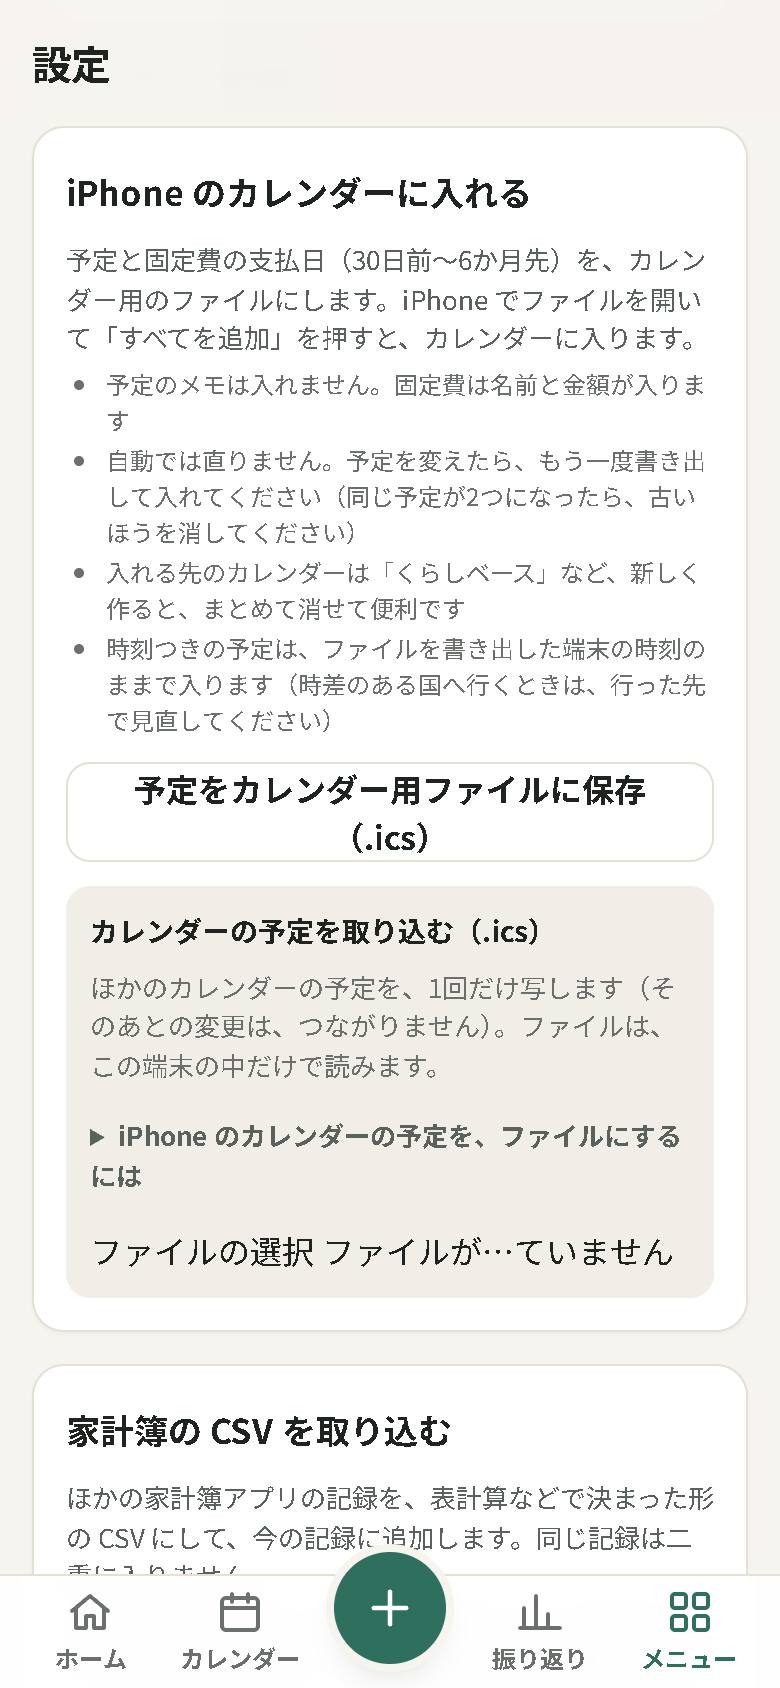 設定
iPhone のカレンダーに入れる
予定と固定費の支払日（30日前〜6か月先）を、カレン
ダー用のファイルにします。iPhone でファイルを開い
て「すべてを追加」を押すと、カレンダーに入ります。
• 予定のメモは入れません。固定費は名前と金額が入りま
す
• 自動では直りません。予定を変えたら、もう一度書き出
して入れてください（同じ予定が2つになったら、古い
ほうを消してください）
• 入れる先のカレンダーは「くらしベース」など、新しく
作ると、まとめて消せて便利です
• 時刻つきの予定は、ファイルを書き出した端末の時刻の
ままで入ります（時差のある国へ行くときは、行った先
で見直してください）
予定をカレンダー用ファイルに保存
（.ics）
カレンダーの予定を取り込む（.ics）
ほかのカレンダーの予定を、1回だけ写します（そ
のあとの変更は、つながりません）。ファイルは、
この端末の中だけで読みます。
▶ iPhone のカレンダーの予定を、ファイルにする
には
ファイルの選択 ファイルが…ていません
家計簿の CSV を取り込む
ほかの家計簿アプリの記録を、表計算などで決まった形
の CSV にして、今の記録に追加します。同じ記録は二
重に入りません
ホーム
カレンダー
振り返り
メニュー